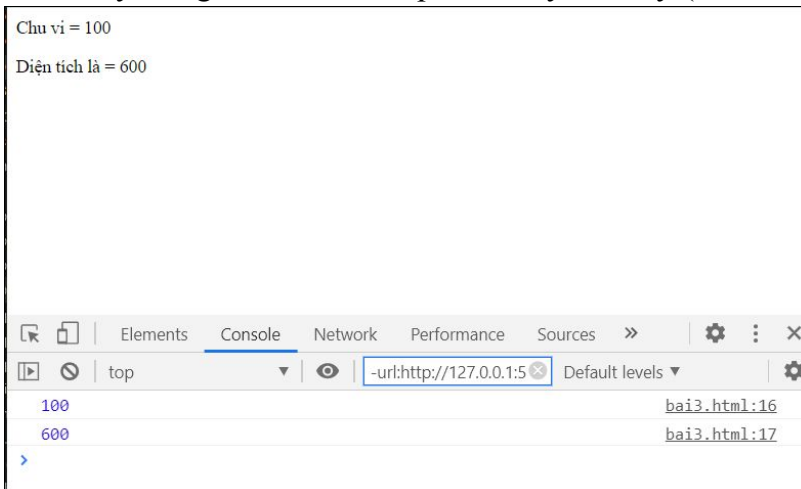 Chu vi = 100
Diện tích là = 600
Elements Console Network Performance Sources »
top -url:http://127.0.0.1:5 Default levels ▼
100 bai3.html:16
600 bai3.html:17
>